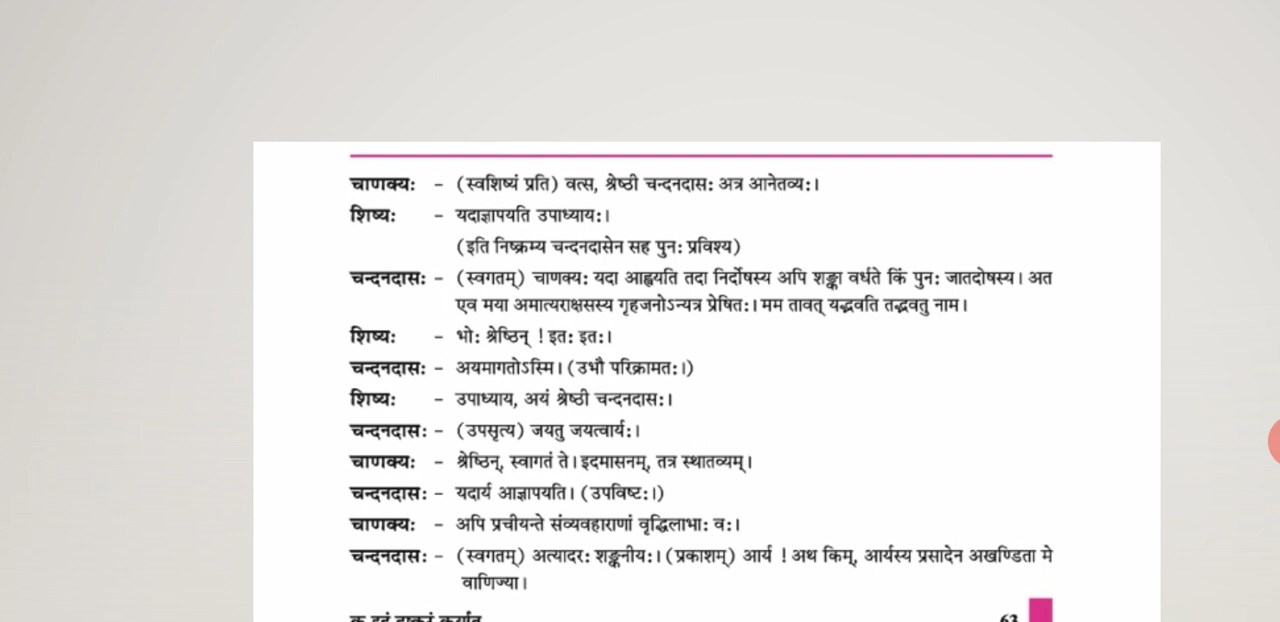 चाणक्य: - (स्वशिष्यं प्रति) वत्स, श्रेष्ठी चन्दनदास: अत्र आनेतव्य:।
शिष्य: - यदाज्ञापयति उपाध्याय:।
(इति निष्क्रम्य चन्दनदासेन सह पुन: प्रविश्य)
चन्दनदास: - (स्वगतम्) चाणक्य: यदा आह्वयति तदा निर्दोषस्य अपि शङ्का वर्धते किं पुन: जातदोषस्य। अत
एव मया अमात्यराक्षसस्य गृहजनोऽन्यत्र प्रेषित:। मम तावत् यद्भवति तद्भवतु नाम।
शिष्य: - भो: श्रेष्ठिन् ! इत: इत:।
चन्दनदास: - अयमागतोऽस्मि। (उभौ परिक्रामत:।)
शिष्य: - उपाध्याय, अयं श्रेष्ठी चन्दनदास:।
चन्दनदास: - (उपसृत्य) जयतु जयत्वार्य:।
चाणक्य: - श्रेष्ठिन्, स्वागतं ते। इदमासनम्, तत्र स्थातव्यम्।
चन्दनदास: - यदार्य आज्ञापयति। (उपविष्ट:।)
चाणक्य: - अपि प्रचीयन्ते संव्यवहाराणां वृद्धिलाभा: व:।
चन्दनदास: - (स्वगतम्) अत्यादर: शङ्कनीय:। (प्रकाशम्) आर्य ! अथ किम्, आर्यस्य प्रसादेन अखण्डिता मे
वाणिज्या।